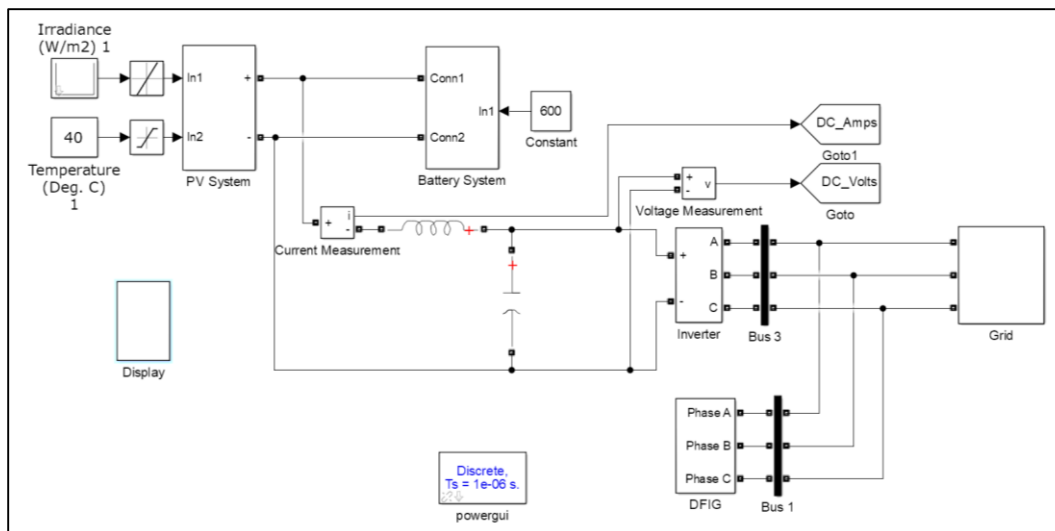 Irradiance
(W/m2) 1
In1
+
In2
-
PV System
40
Temperature
(Deg. C)
1
Conn1
In1
Conn2
Battery System
600
Constant
DC_Amps
Goto1
DC_Volts
Goto
+
-
v
Voltage Measurement
+
i
-
Current Measurement
+
+
+
-
A
B
C
Inverter
Bus 3
Grid
Display
Phase A
Phase B
Phase C
DFIG
Bus 1
Discrete,
Ts = 1e-06 s.
powergui